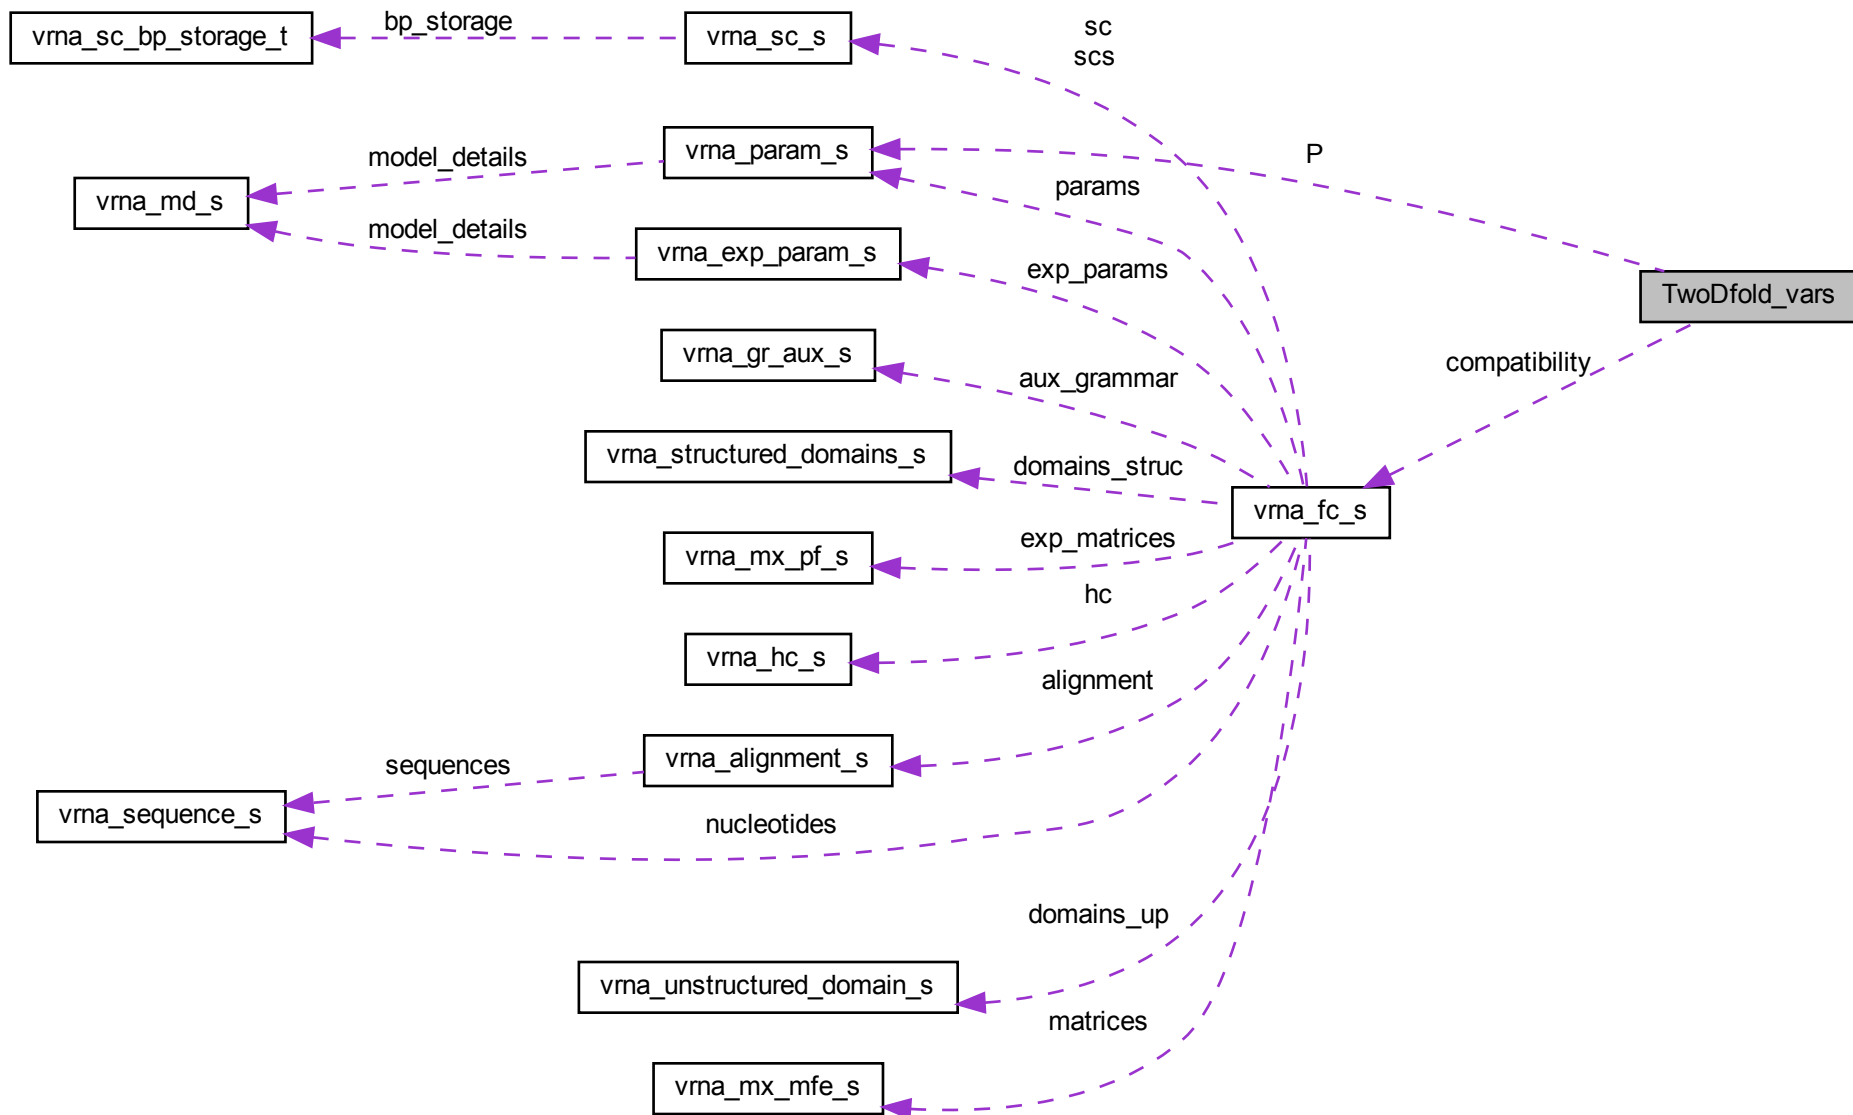 bp_storage
sc
scs
vrna_sc_bp_storage_t
vrna_sc_s
model_details
vrna_param_s
P
params
vrna_md_s
model_details
vrna_exp_param_s
exp_params
TwoDfold_vars
vrna_gr_aux_s
aux_grammar
compatibility
vrna_structured_domains_s
domains_struc
vrna_fc_s
vrna_mx_pf_s
exp_matrices
hc
vrna_hc_s
alignment
sequences
vrna_alignment_s
vrna_sequence_s
nucleotides
domains_up
vrna_unstructured_domain_s
matrices
vrna_mx_mfe_s